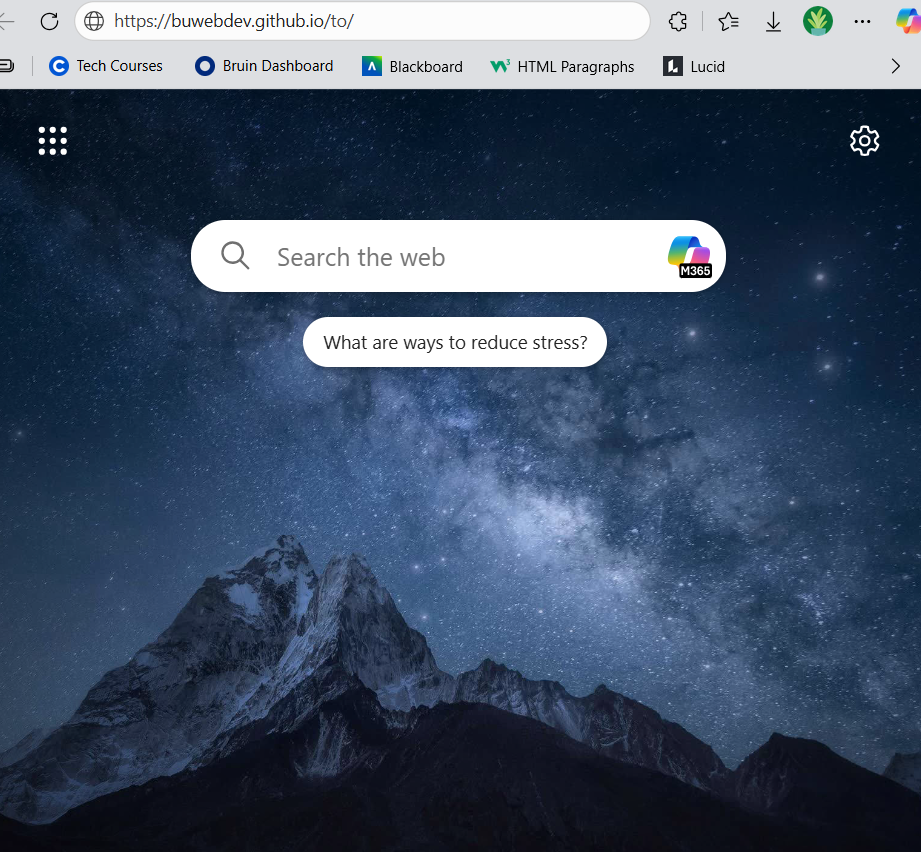 https://buwebdev.github.io/to/
Tech Courses Bruin Dashboard Blackboard HTML Paragraphs Lucid
Search the web
M365
What are ways to reduce stress?